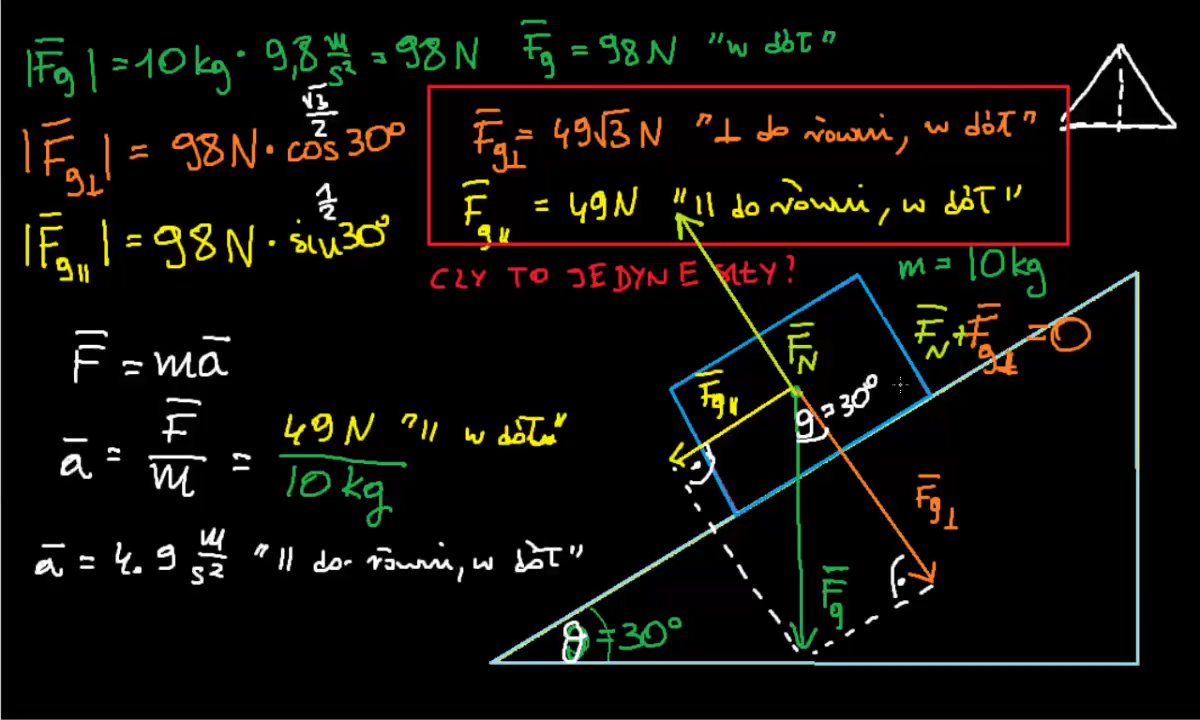 |F̅g| = 10 kg · 9,8 m/s² = 98 N F̅g = 98 N "w dół"
|F̅g⊥| = 98 N · cos 30° √3/2
F̅g⊥ = 49√3 N "⊥ do równi, w dół"
|F̅g||| = 98 N · sin 30° 1/2
F̅g|| = 49 N "|| do równi, w dół"
CZY TO JEDYNE SIŁY?
m = 10 kg
F̅N + F̅g⊥ = 0
F̅ = ma̅
a̅ = F̅/m = 49 N "|| w dół"/10 kg
a̅ = 4.9 m/s² "|| do równi, w dół"
F̅N
F̅g||
θ = 30°
F̅g⊥
F̅g
θ = 30°